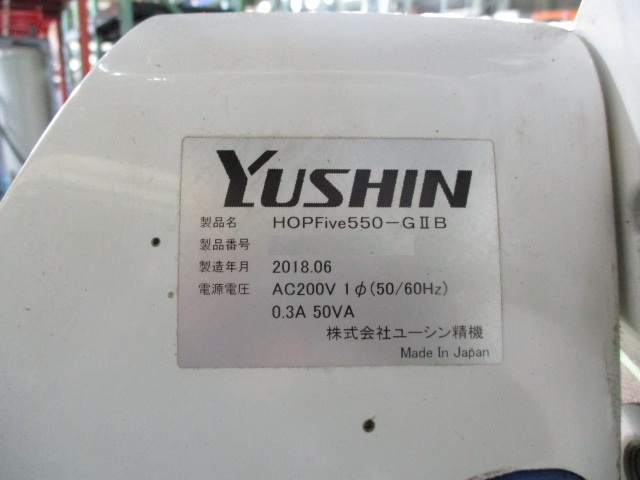 YUSHIN
製品名 HOPFive550-GⅡB
製品番号
製造年月 2018.06
電源電圧 AC200V 1φ(50/60Hz)
0.3A 50VA
株式会社ユーシン精機
Made In Japan